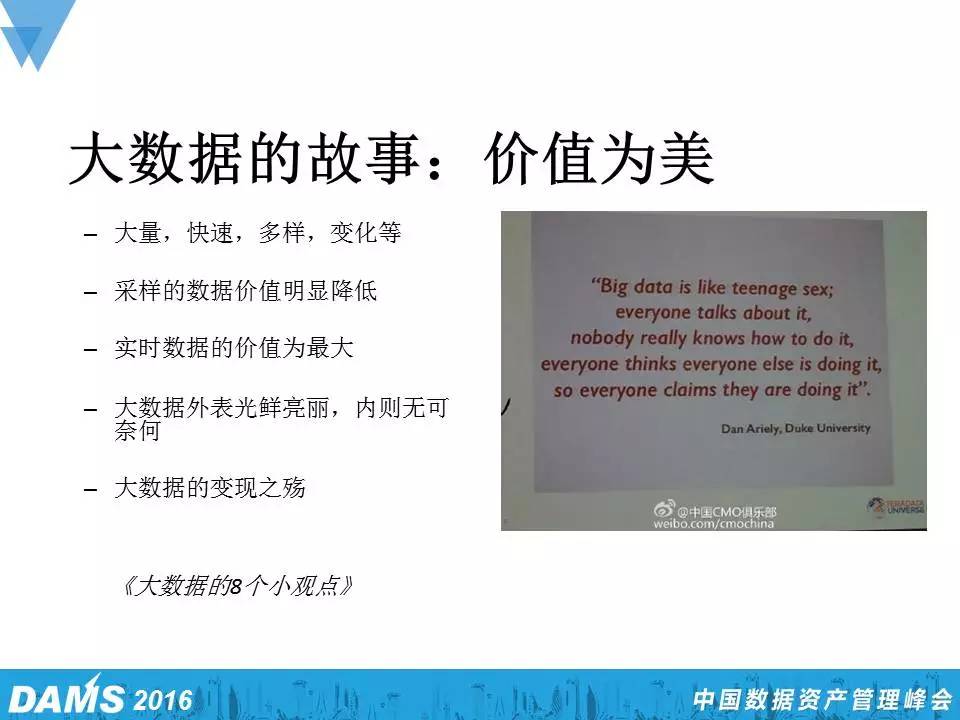 大数据的故事：价值为美
– 大量，快速，多样，变化等
– 采样的数据价值明显降低
– 实时数据的价值为最大
– 大数据外表光鲜亮丽，内则无可
奈何
– 大数据的变现之殇
《大数据的8个小观点》
“Big data is like teenage sex;
everyone talks about it,
nobody really knows how to do it,
everyone thinks everyone else is doing it,
so everyone claims they are doing it”.
Dan Ariely, Duke University
@中国CMO俱乐部
weibo.com/cmochina
TERADATA
UNIVERSE
DAMS 2016
中国数据资产管理峰会